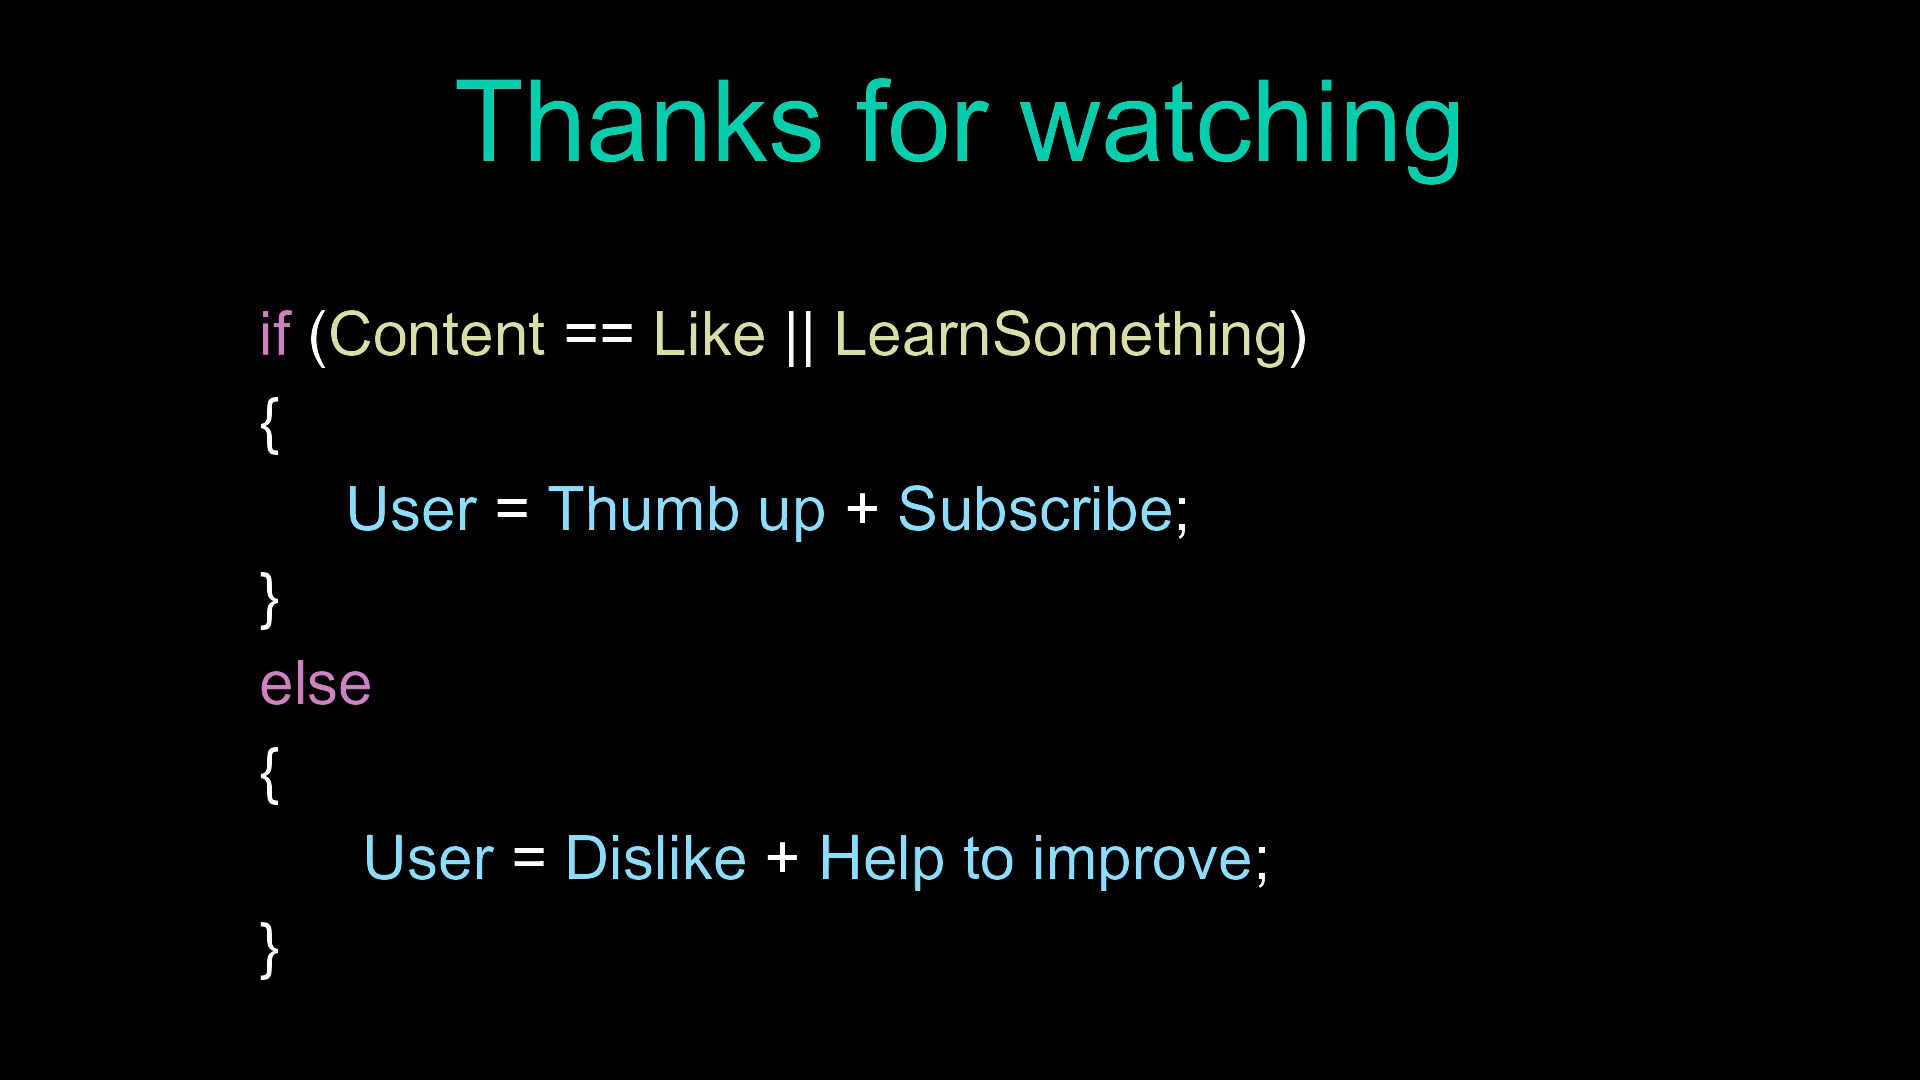 Thanks for watching
if (Content == Like || LearnSomething)
{
User = Thumb up + Subscribe;
}
else
{
User = Dislike + Help to improve;
}